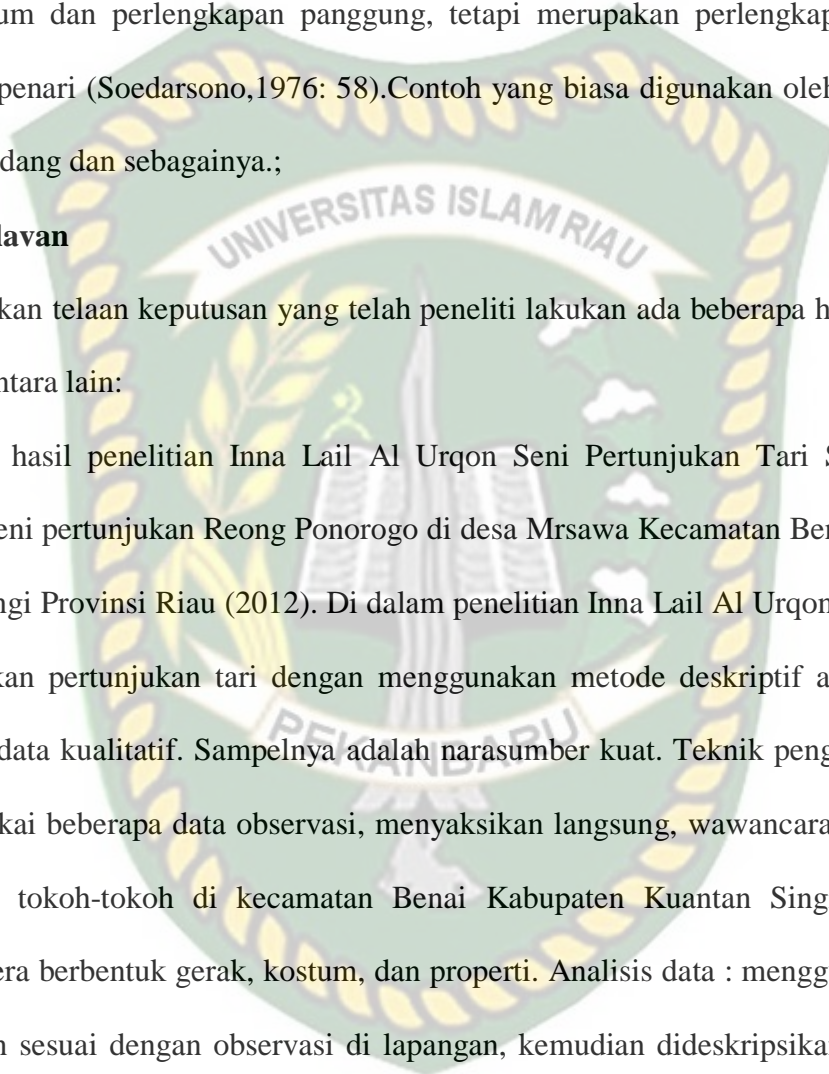 um dan perlengkapan panggung, tetapi merupakan perlengkap
penari (Soedarsono,1976: 58).Contoh yang biasa digunakan oleh
dang dan sebagainya.;
UNIVERSITAS ISLAM RIAU
lavan
kan telaan keputusan yang telah peneliti lakukan ada beberapa h
ntara lain:
hasil penelitian Inna Lail Al Urqon Seni Pertunjukan Tari S
eni pertunjukan Reong Ponorogo di desa Mrsawa Kecamatan Ber
ngi Provinsi Riau (2012). Di dalam penelitian Inna Lail Al Urqon
kan pertunjukan tari dengan menggunakan metode deskriptif a
data kualitatif. Sampelnya adalah narasumber kuat. Teknik peng
PEKANBARU
kai beberapa data observasi, menyaksikan langsung, wawancara
tokoh-tokoh di kecamatan Benai Kabupaten Kuantan Sing
era berbentuk gerak, kostum, dan properti. Analisis data : mengg
n sesuai dengan observasi di lapangan, kemudian dideskripsika